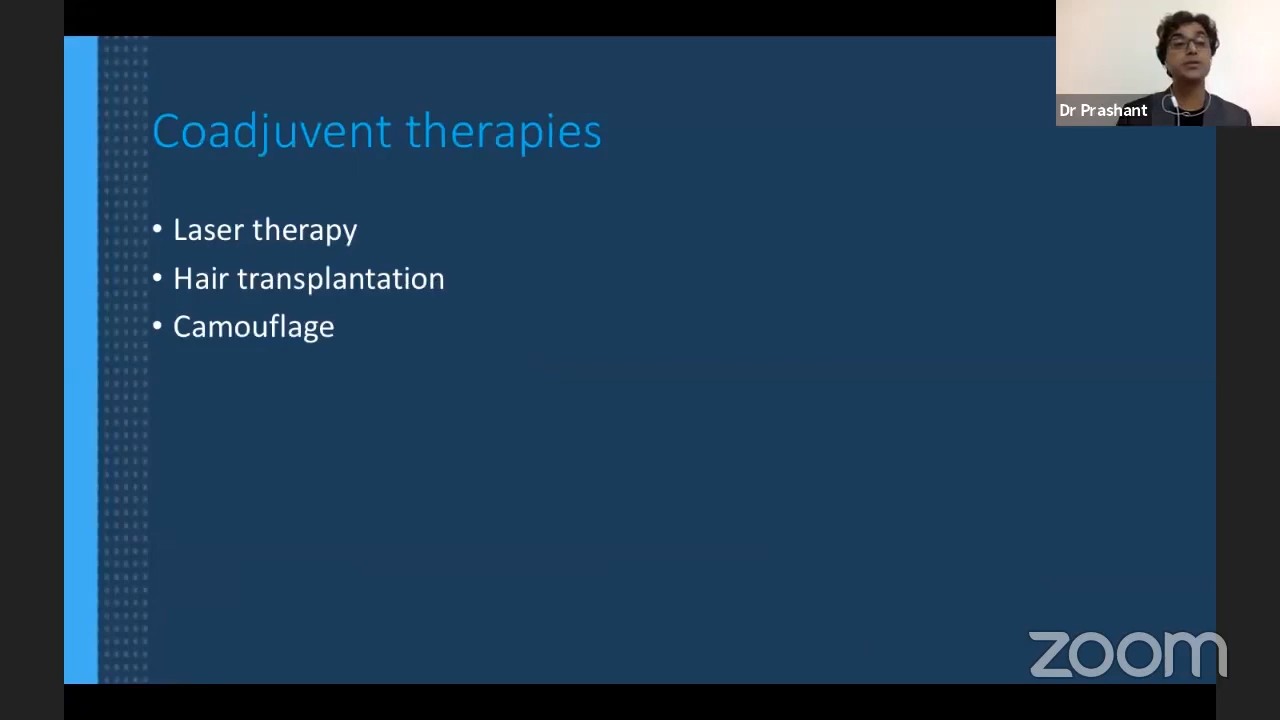 Dr Prashant
Coadjuvent therapies
• Laser therapy
• Hair transplantation
• Camouflage
zoom